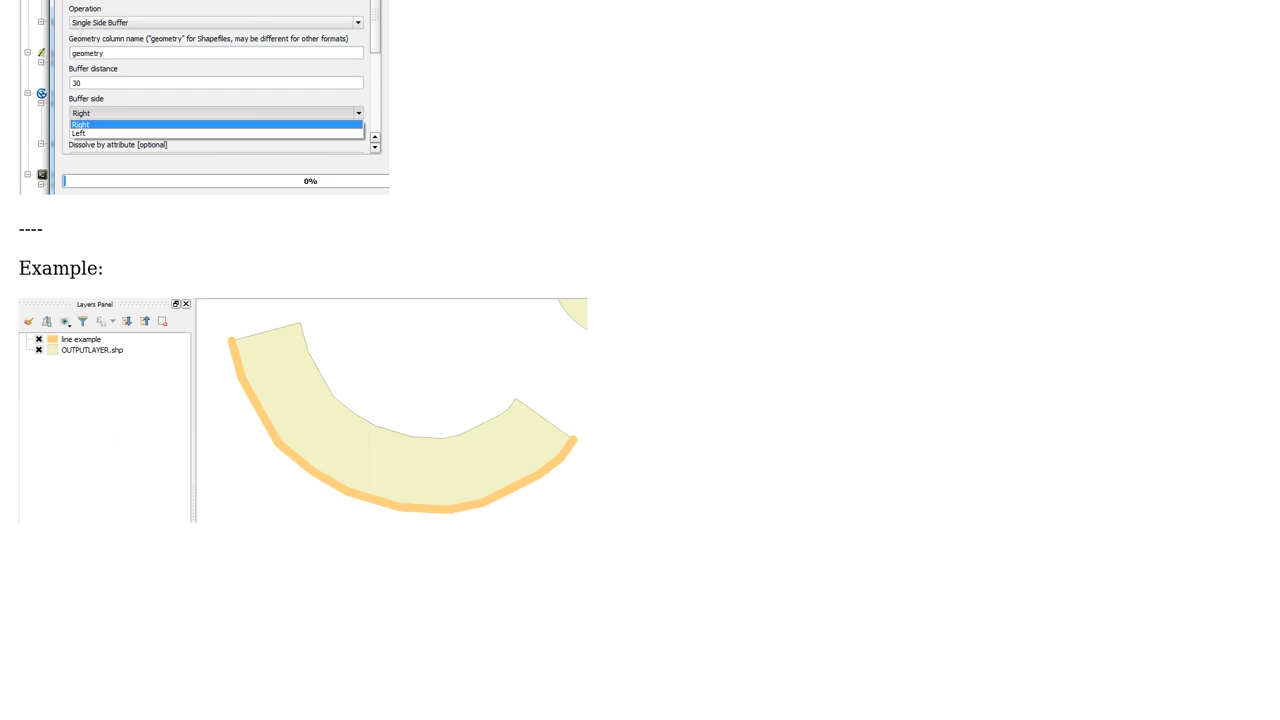 Operation
Single Side Buffer
Geometry column name ("geometry" for Shapefiles, may be different for other formats)
geometry
Buffer distance
30
Buffer side
Right
Right
Left
Dissolve by attribute [optional]
0%
----
Example:
Layers Panel
line example
OUTPUTLAYER.shp